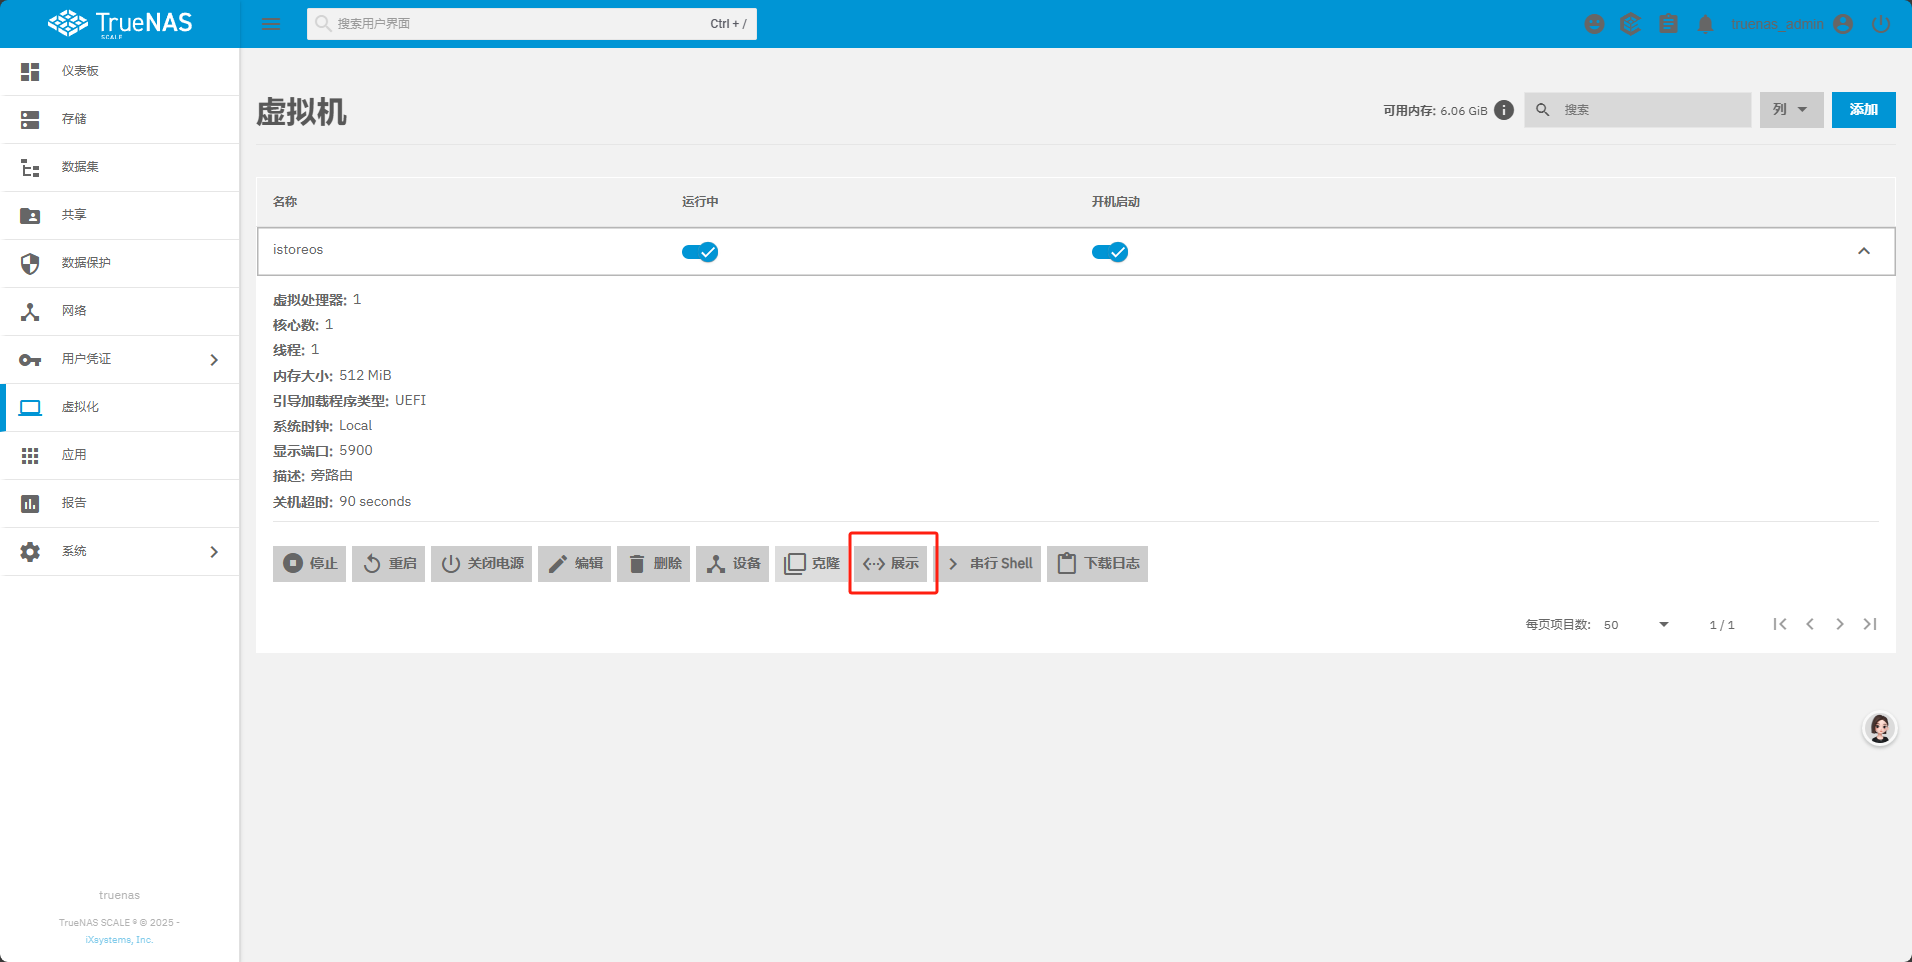 TrueNAS
SCALE
搜索用户界面
Ctrl + /
truenas_admin
仪表板
存储
数据集
共享
数据保护
网络
用户凭证
虚拟化
应用
报告
系统
truenas
TrueNAS SCALE ® © 2025 -
iXsystems, Inc.
虚拟机
可用内存: 6.06 GiB
搜索
列
添加
名称
运行中
开机启动
istoreos
虚拟处理器: 1
核心数: 1
线程: 1
内存大小: 512 MiB
引导加载程序类型: UEFI
系统时钟: Local
显示端口: 5900
描述: 旁路由
关机超时: 90 seconds
停止
重启
关闭电源
编辑
删除
设备
克隆
展示
串行 Shell
下载日志
每页项目数: 50
1 / 1